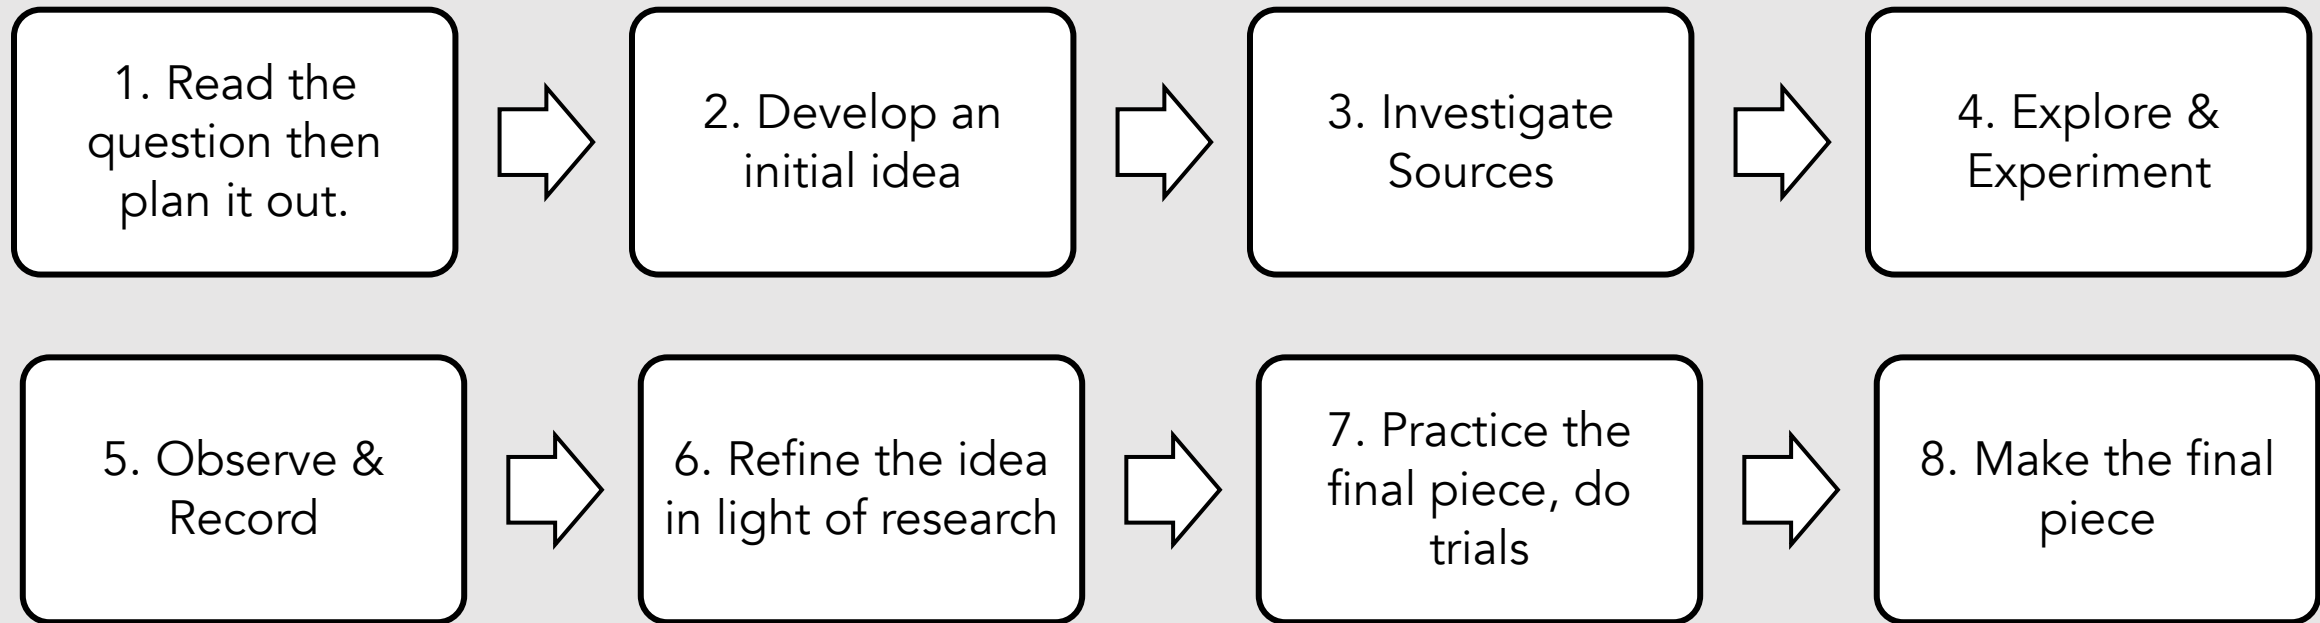 1. Read the
question then
plan it out.
2. Develop an
initial idea
3. Investigate
Sources
4. Explore &
Experiment
5. Observe &
Record
6. Refine the idea
in light of research
7. Practice the
final piece, do
trials
8. Make the final
piece